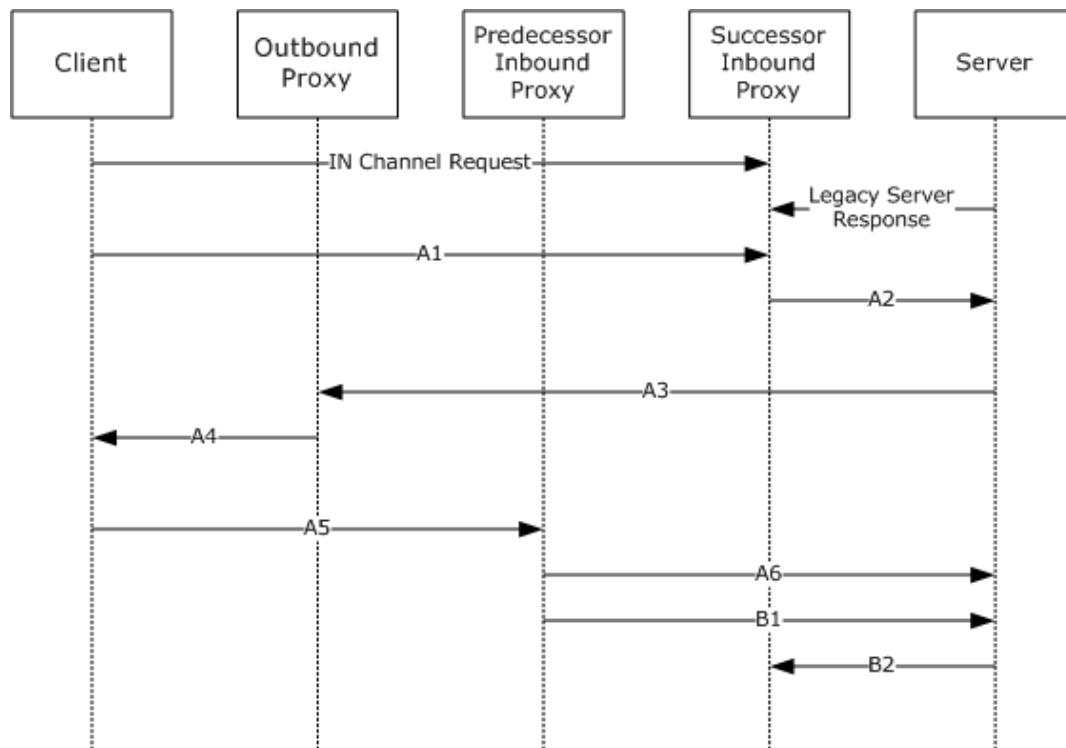 Client
Outbound
Proxy
Predecessor
Inbound
Proxy
Successor
Inbound
Proxy
Server
IN Channel Request
Legacy Server
Response
A1
A2
A3
A4
A5
A6
B1
B2